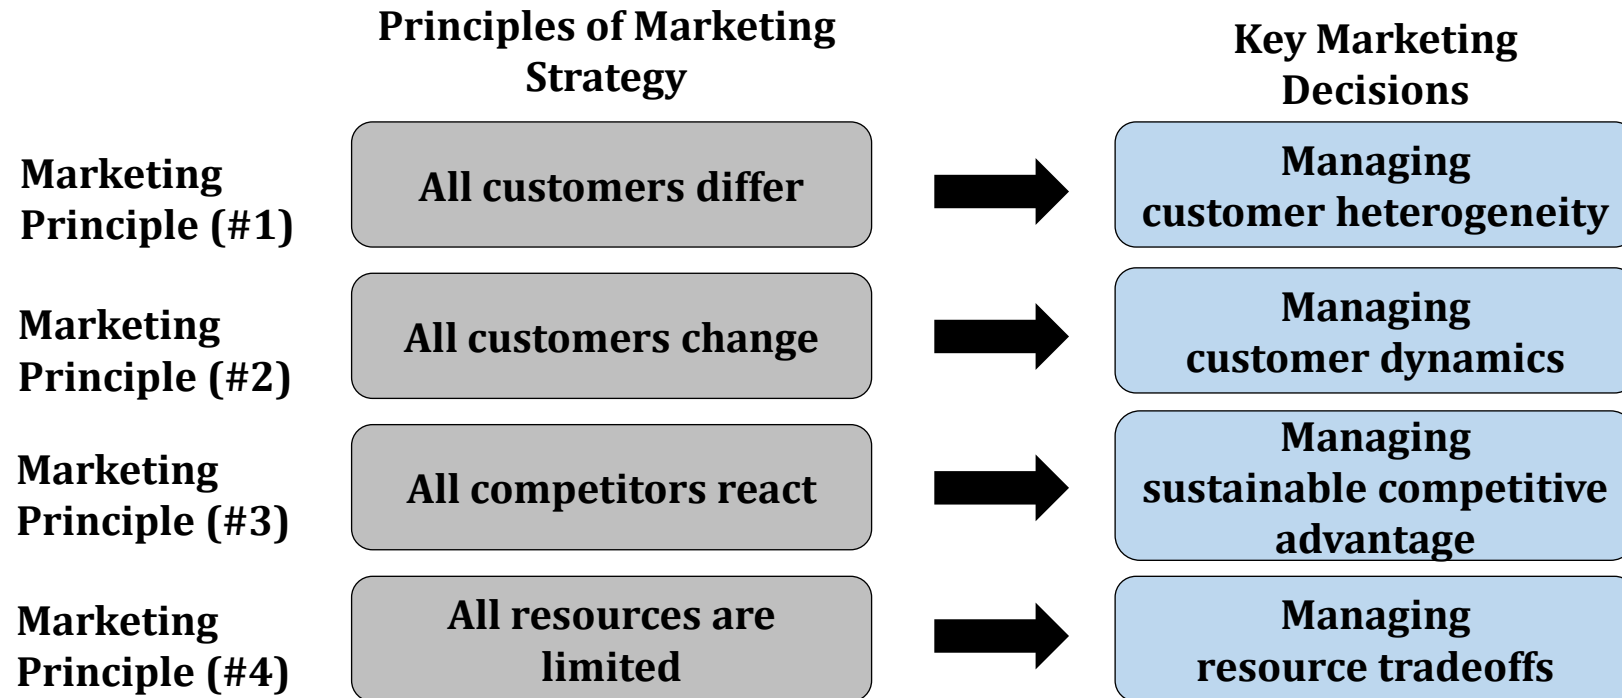 Principles of Marketing
Strategy
Key Marketing
Decisions
Marketing
Principle (#1)
All customers differ
Managing
customer heterogeneity
Marketing
Principle (#2)
All customers change
Managing
customer dynamics
Marketing
Principle (#3)
All competitors react
Managing
sustainable competitive
advantage
Marketing
Principle (#4)
All resources are
limited
Managing
resource tradeoffs